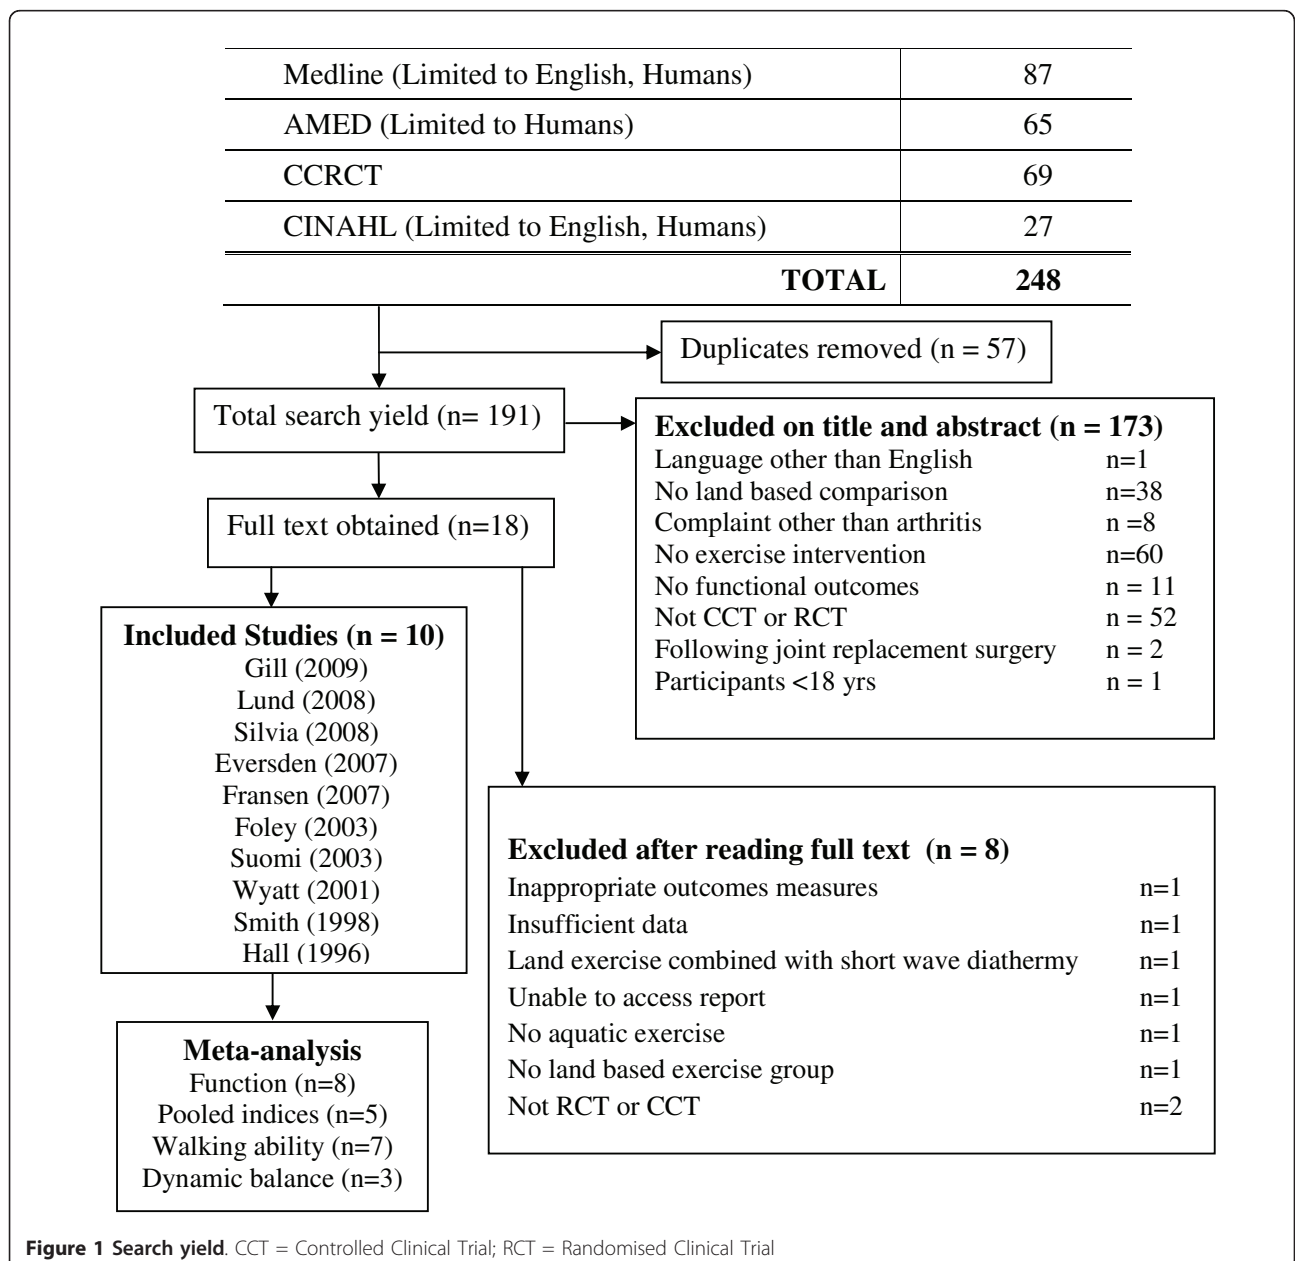 Medline (Limited to English, Humans) 87
AMED (Limited to Humans) 65
CCRCT 69
CINAHL (Limited to English, Humans) 27
TOTAL 248
Duplicates removed (n = 57)
Total search yield (n= 191)
Excluded on title and abstract (n = 173)
Language other than English n=1
No land based comparison n=38
Complaint other than arthritis n =8
No exercise intervention n=60
No functional outcomes n = 11
Not CCT or RCT n = 52
Following joint replacement surgery n = 2
Participants <18 yrs n = 1
Full text obtained (n=18)
Included Studies (n = 10)
Gill (2009)
Lund (2008)
Silvia (2008)
Eversden (2007)
Fransen (2007)
Foley (2003)
Suomi (2003)
Wyatt (2001)
Smith (1998)
Hall (1996)
Excluded after reading full text (n = 8)
Inappropriate outcomes measures n=1
Insufficient data n=1
Land exercise combined with short wave diathermy n=1
Unable to access report n=1
No aquatic exercise n=1
No land based exercise group n=1
Not RCT or CCT n=2
Meta-analysis
Function (n=8)
Pooled indices (n=5)
Walking ability (n=7)
Dynamic balance (n=3)
Figure 1 Search yield. CCT = Controlled Clinical Trial; RCT = Randomised Clinical Trial